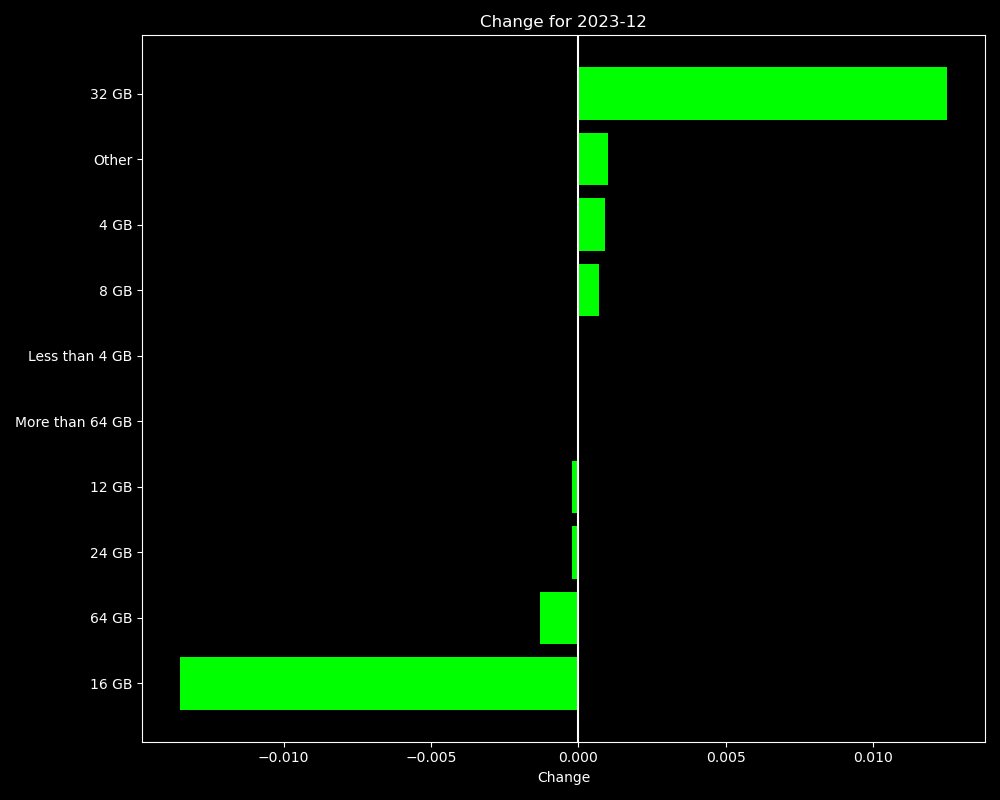 Change for 2023-12
32 GB
Other
4 GB
8 GB
Less than 4 GB
More than 64 GB
12 GB
24 GB
64 GB
16 GB
−0.010 −0.005 0.000 0.005 0.010
Change